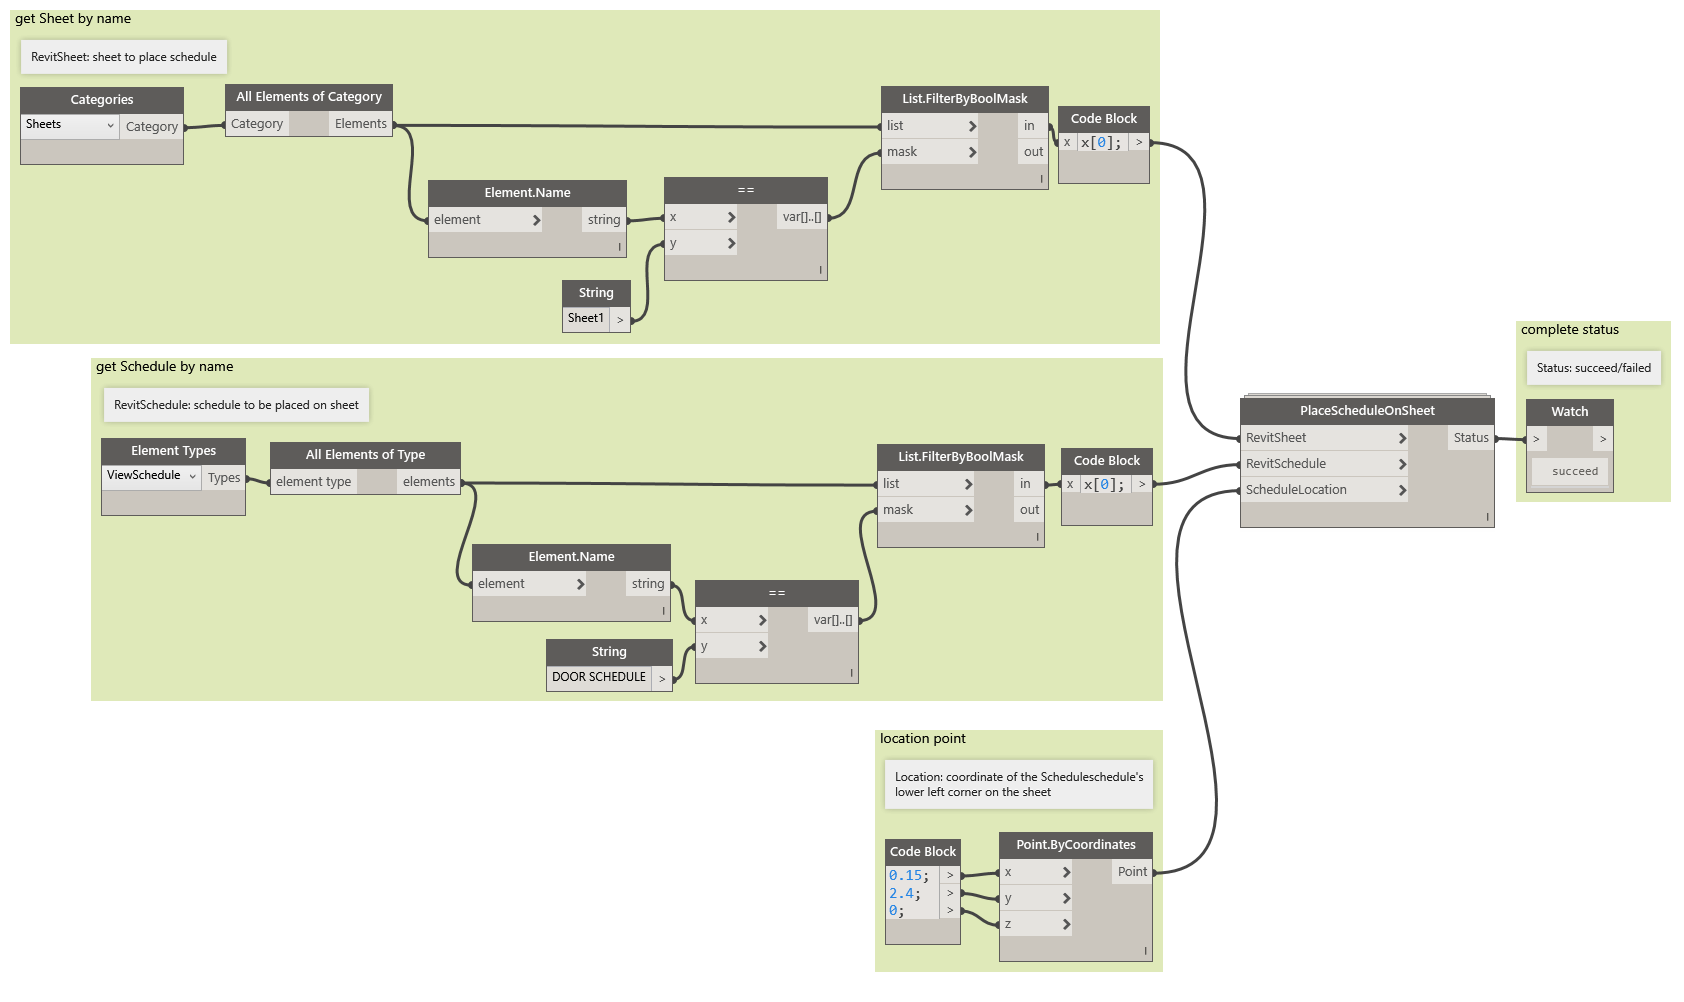 get Sheet by name
RevitSheet: sheet to place schedule
Categories
Sheets
Category
All Elements of Category
Category
Elements
Element.Name
element
string
String
Sheet1
>
==
x
y
var[]..[]
List.FilterByBoolMask
list
mask
in
out
Code Block
x
x[0];
>
get Schedule by name
RevitSchedule: schedule to be placed on sheet
Element Types
ViewSchedule
Types
All Elements of Type
element type
elements
Element.Name
element
string
String
DOOR SCHEDULE
>
==
x
y
var[]..[]
List.FilterByBoolMask
list
mask
in
out
Code Block
x
x[0];
>
location point
Location: coordinate of the Scheduleschedule's
lower left corner on the sheet
Code Block
0.15;
>
2.4;
>
0;
>
Point.ByCoordinates
x
y
z
Point
PlaceScheduleOnSheet
RevitSheet
RevitSchedule
ScheduleLocation
Status
complete status
Status: succeed/failed
Watch
>
>
succeed